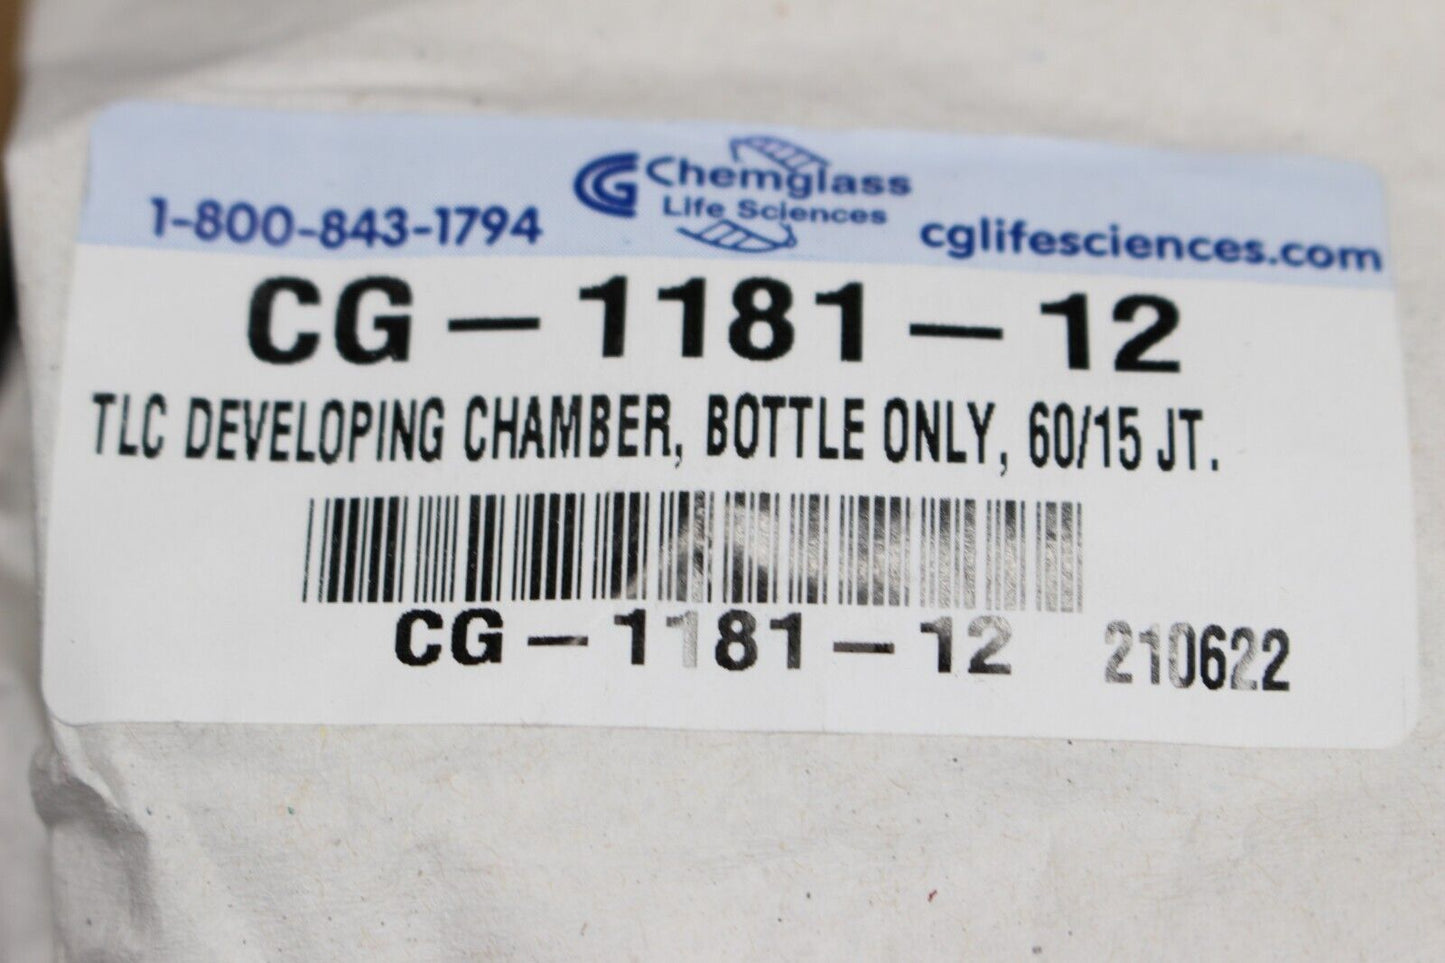 1-800-843-1794
CG Chemglass
Life Sciences
cglifesciences.com
CG-1181-12
TLC DEVELOPING CHAMBER, BOTTLE ONLY, 60/15 JT.
CG-1181-12 210622